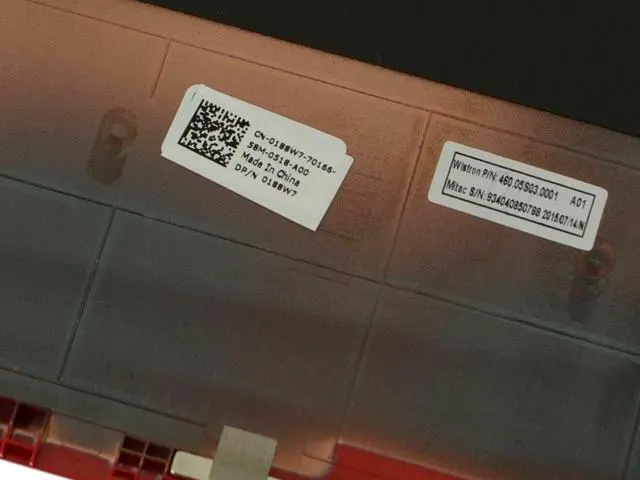 CN-0188W7-70166-
58M-0518-A00
Made In China
DP/N 0188W7
Wistron P/N: 460.05S03.0001 A01
Mitac S/N: 934040850788 2015/07/14/N